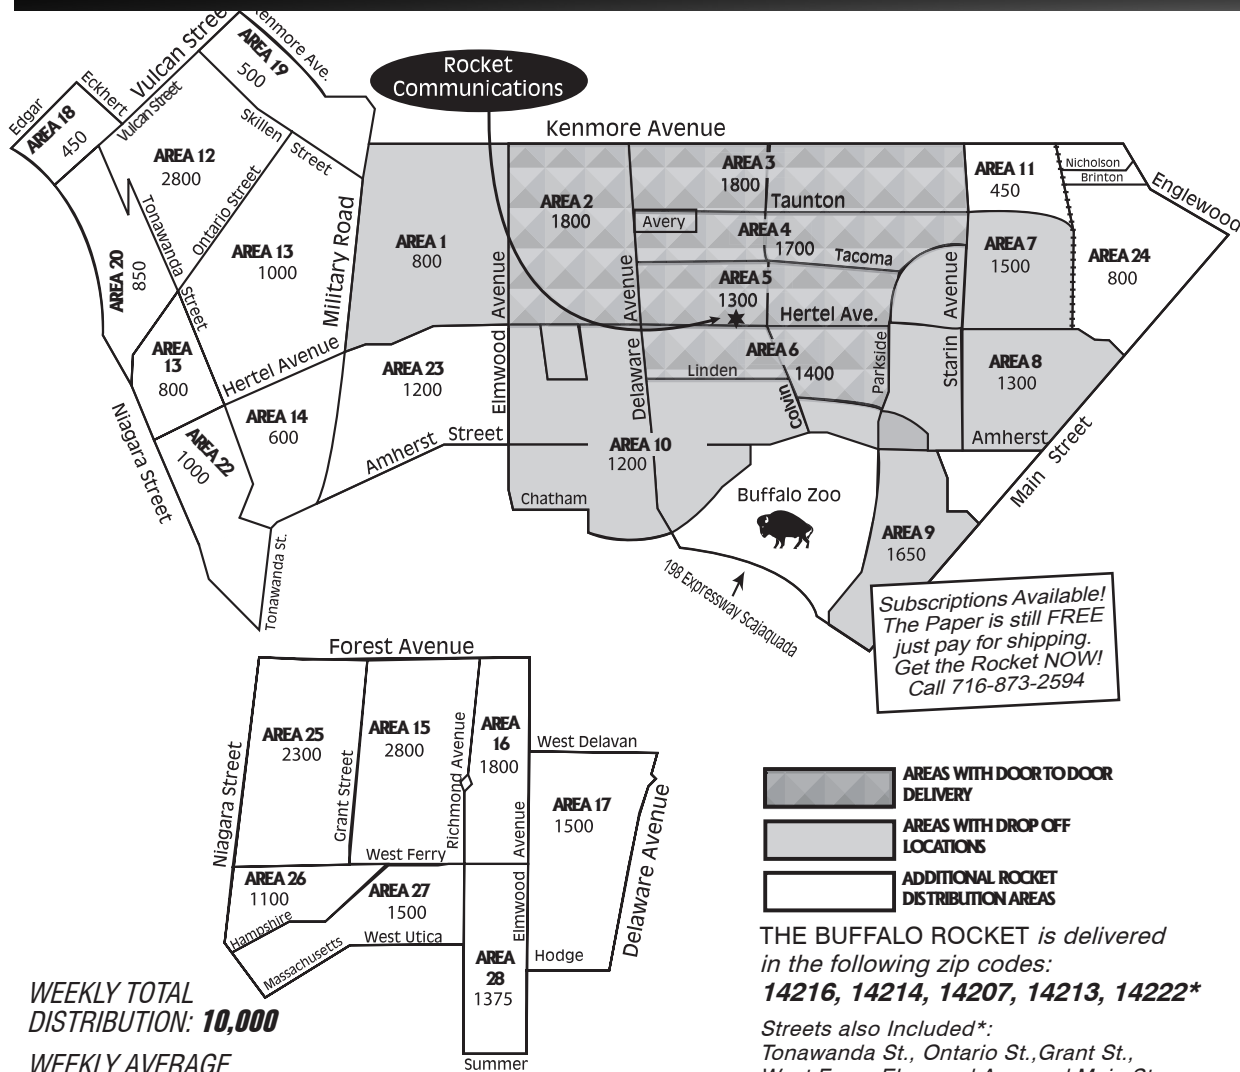 Vulcan Stree
Kenmore Ave.
AREA 19
500
Edgar
Eckhert
AREA 18
450
Vulcan Street
Skillen Street
AREA 12
2800
Ontario Street
Tonawanda Street
AREA 20
850
AREA 13
1000
Military Road
AREA
13
800
Hertel Avenue
AREA 14
600
AREA 22
1000
Niagara Street
Tonawanda St.
Amherst Street
AREA 23
1200
AREA 1
800
Rocket
Communications
Kenmore Avenue
AREA 2
1800
Elmwood Avenue
Delaware Avenue
AREA 3
1800
Taunton
Avery
AREA 4
1700
Tacoma
AREA 5
1300
Hertel Ave.
AREA 6
1400
Linden
Colvin
Parkside
Starin Avenue
AREA 11
450
Nicholson
Brinton
Englewood
AREA 7
1500
AREA 24
800
AREA 8
1300
Amherst
Main Street
AREA 10
1200
Chatham
Buffalo Zoo
AREA 9
1650
198 Expressway Scajaquada
Subscriptions Available!
The Paper is still FREE
just pay for shipping.
Get the Rocket NOW!
Call 716-873-2594
Forest Avenue
AREA 25
2300
Niagara Street
Grant Street
AREA 15
2800
Richmond Avenue
AREA
16
1800
West Delavan
AREA 17
1500
Delaware Avenue
Elmwood Avenue
West Ferry
AREA 26
1100
Hampshire
AREA 27
1500
West Utica
Massachusetts
AREA
28
1375
Hodge
Summer
AREAS WITH DOOR TO DOOR
DELIVERY
AREAS WITH DROP OFF
LOCATIONS
ADDITIONAL ROCKET
DISTRIBUTION AREAS
THE BUFFALO ROCKET is delivered
in the following zip codes:
14216, 14214, 14207, 14213, 14222*
Streets also Included*:
Tonawanda St., Ontario St.,Grant St.,
WEEKLY TOTAL
DISTRIBUTION: 10,000
WEEKLY AVERAGE